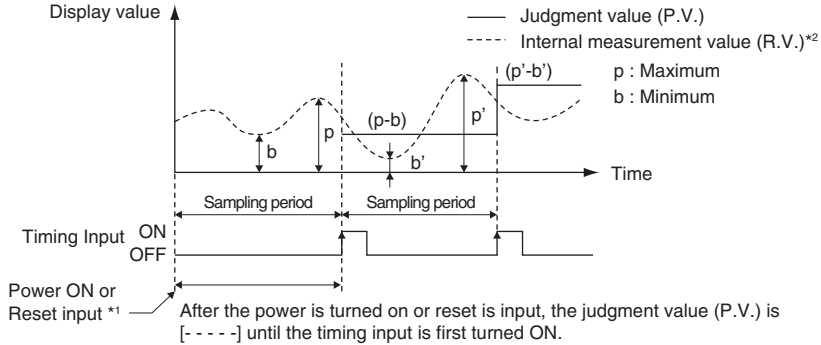 Display value
Judgment value (P.V.)
Internal measurement value (R.V.)*2
(p'-b')
p : Maximum
b : Minimum
(p-b)
p'
p
b
b'
Time
Sampling period
Sampling period
Timing Input
ON
OFF
Power ON or
Reset input *1
After the power is turned on or reset is input, the judgment value (P.V.) is
[- - - - -] until the timing input is first turned ON.